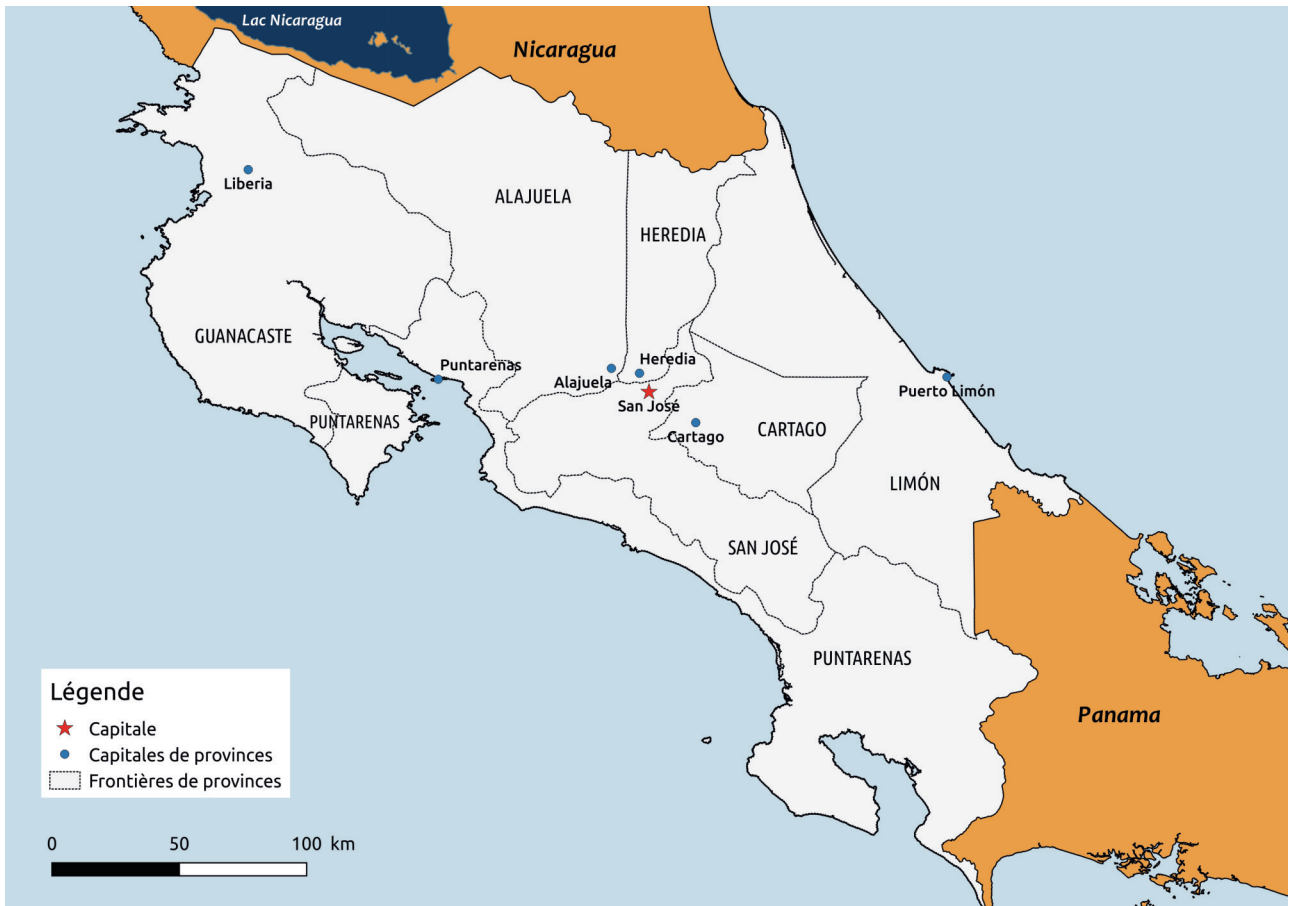 Lac Nicaragua
Nicaragua
Liberia
ALAJUELA
HEREDIA
GUANACASTE
Puntarenas
Alajuela
Heredia
Puerto Limón
San José
PUNTARENAS
Cartago
CARTAGO
LIMÓN
SAN JOSÉ
PUNTARENAS
Panama
Légende
Capitale
Capitales de provinces
Frontières de provinces
0 50 100 km